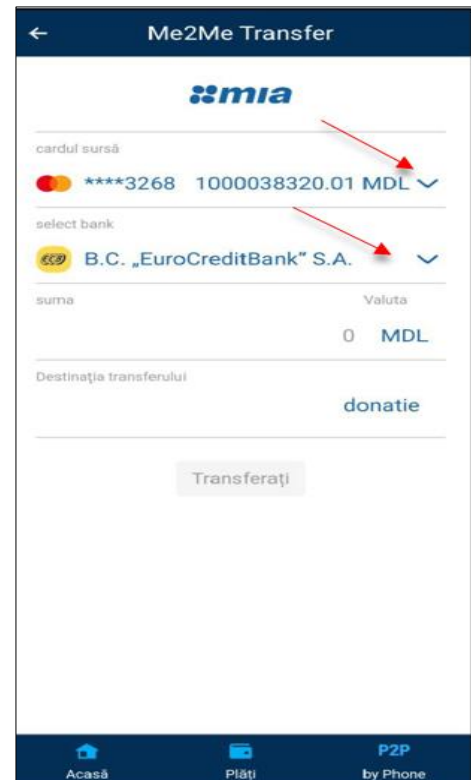 Me2Me Transfer
mia
cardul sursă
****3268 1000038320.01 MDL
select bank
ECB B.C. „EuroCreditBank” S.A.
suma Valuta
0 MDL
Destinația transferului
donatie
Transferați
P2P
Acasă Plăți by Phone